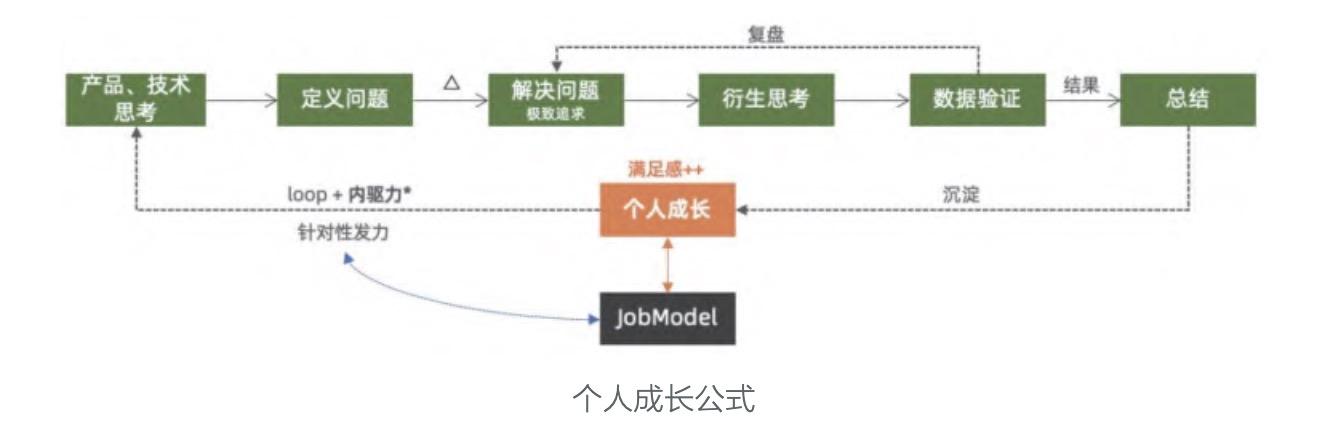 复盘
产品、技术
思考
定义问题
△
解决问题
极致追求
衍生思考
数据验证
结果
总结
满足感++
loop + 内驱力*
个人成长
沉淀
针对性发力
JobModel
个人成长公式